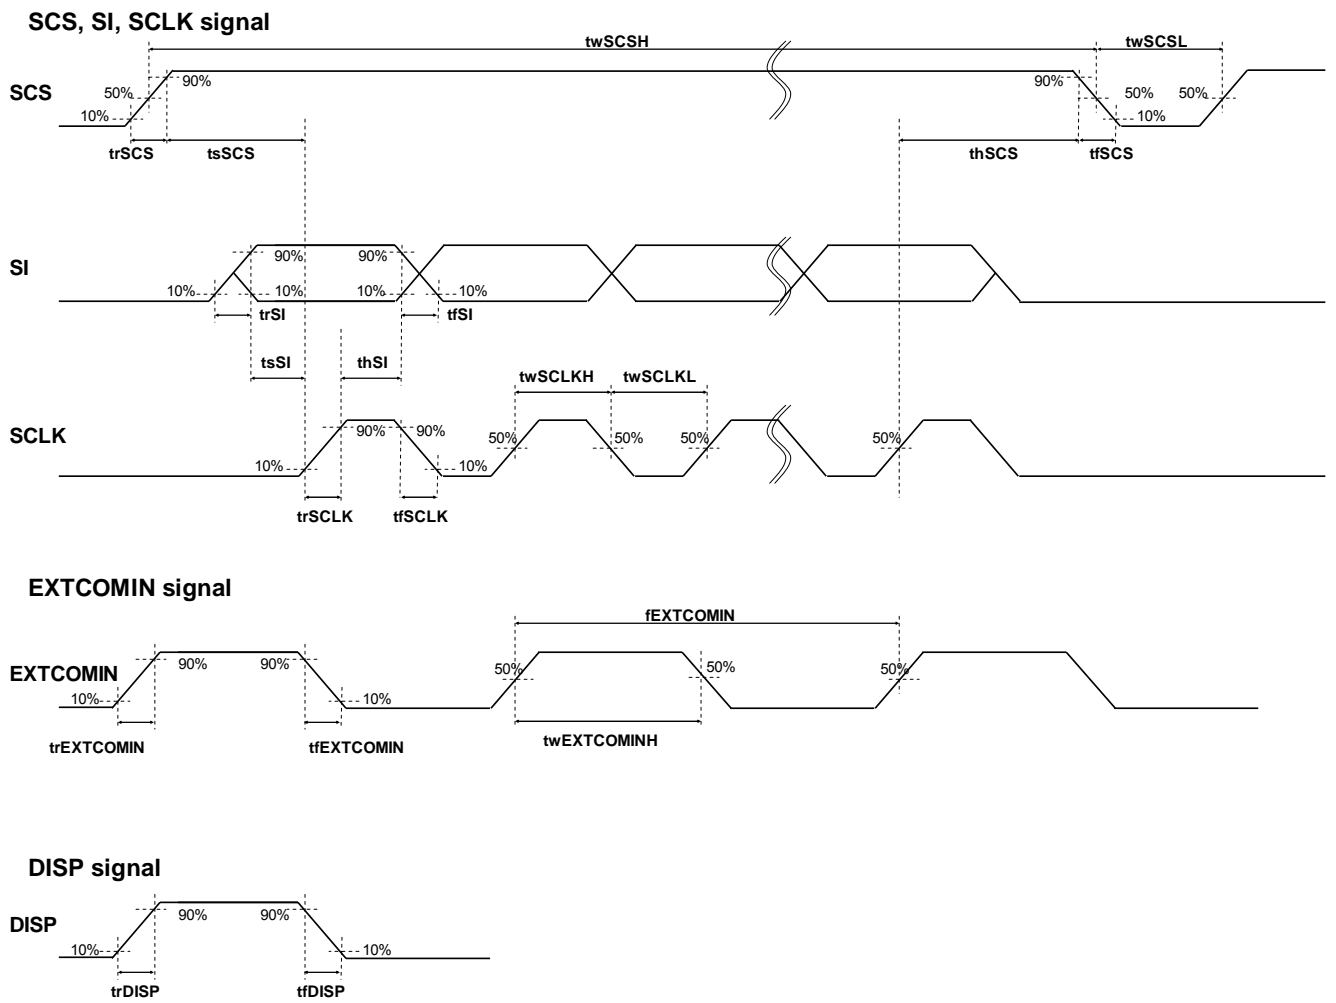 SCS, SI, SCLK signal
twSCSH
twSCSL
SCS
90%
90%
50%
50%
50%
10%
10%
trSCS
tsSCS
thSCS
tfSCS
SI
90%
90%
10%
10%
10%
10%
trSI
tfSI
tsSI
thSI
twSCLKH
twSCLKL
SCLK
90%
90%
50%
50%
50%
50%
10%
10%
trSCLK
tfSCLK
EXTCOMIN signal
fEXTCOMIN
EXTCOMIN
90%
90%
50%
50%
50%
10%
10%
trEXTCOMIN
tfEXTCOMIN
twEXTCOMINH
DISP signal
DISP
90%
90%
10%
10%
trDISP
tfDISP